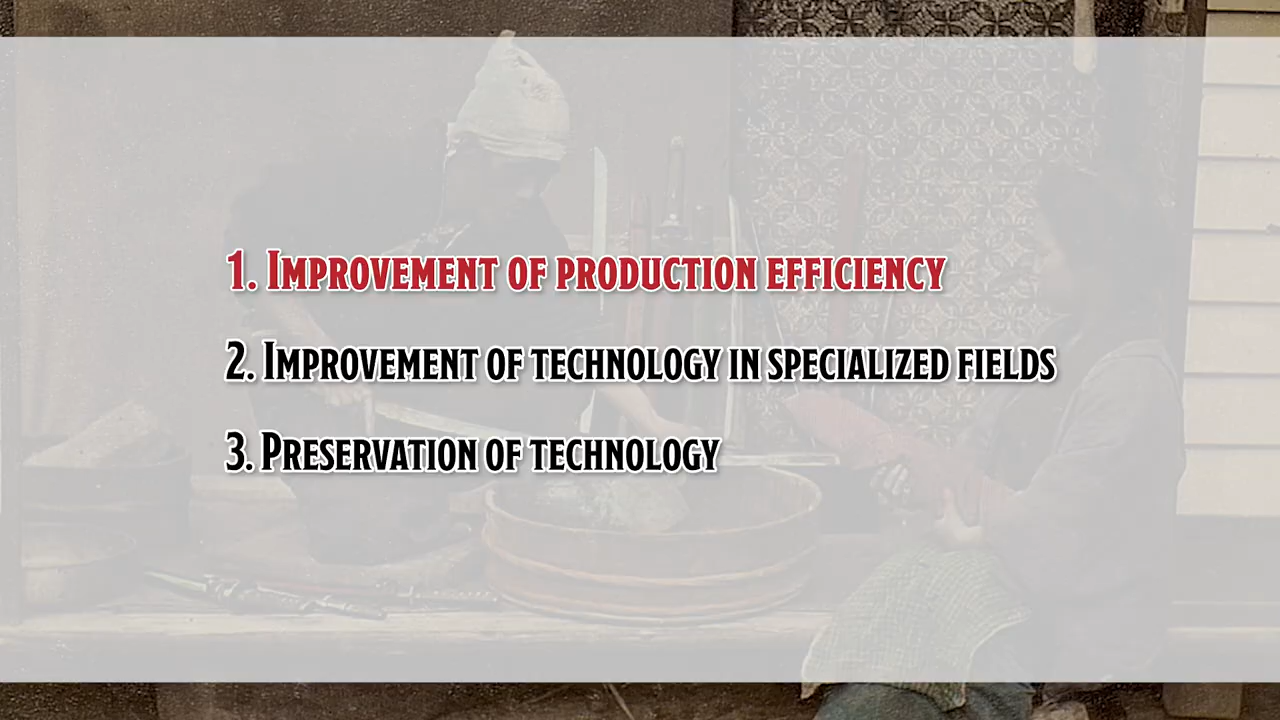 1. Improvement of production efficiency
2. Improvement of technology in specialized fields
3. Preservation of technology